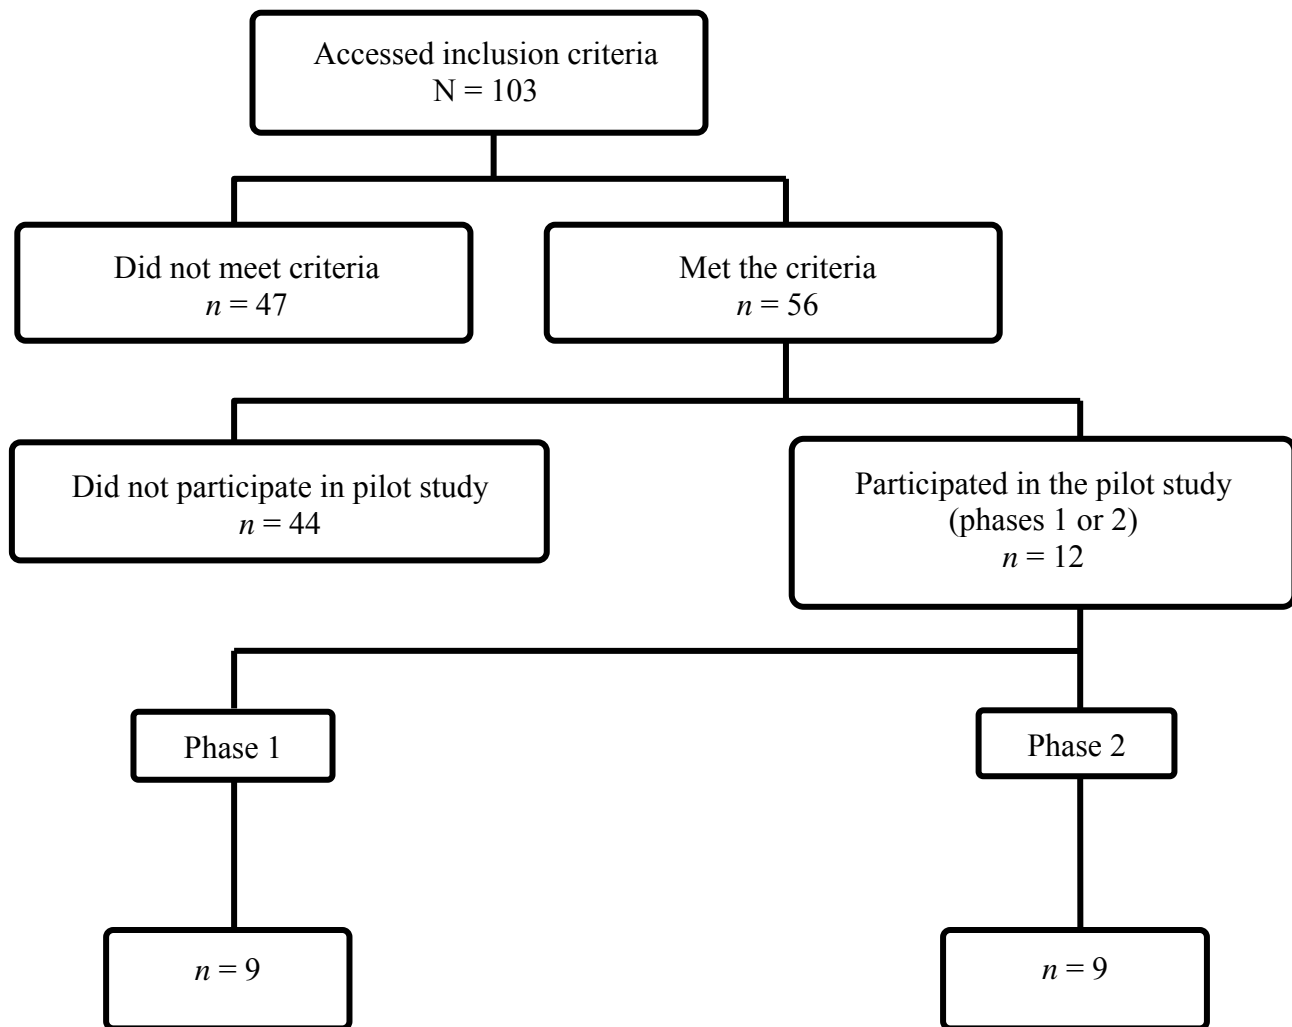 Accessed inclusion criteria
N = 103
Did not meet criteria
n = 47
Met the criteria
n = 56
Did not participate in pilot study
n = 44
Participated in the pilot study
(phases 1 or 2)
n = 12
Phase 1
Phase 2
n = 9
n = 9